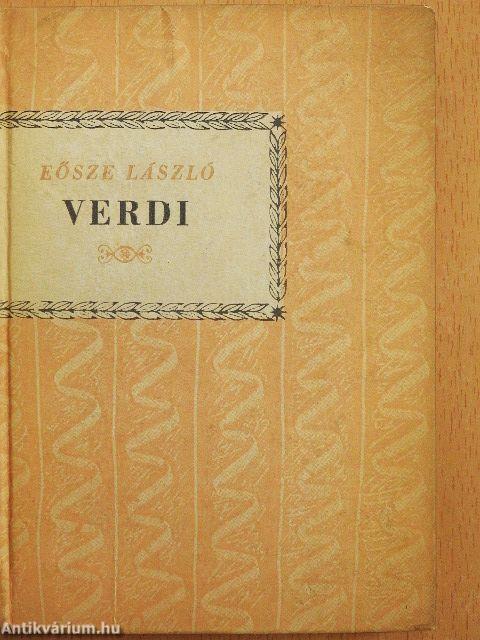 EŐSZE LÁSZLÓ
VERDI
Antikvárium.hu